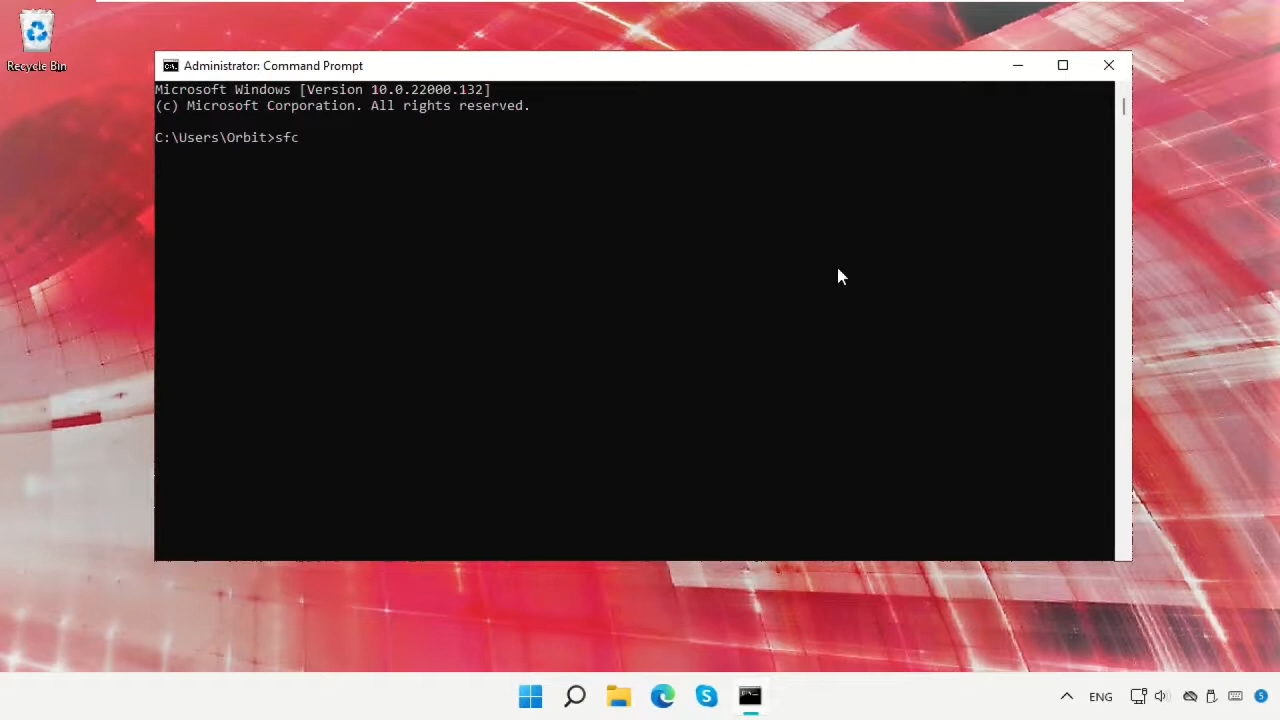 Recycle Bin
Administrator: Command Prompt
Microsoft Windows [Version 10.0.22000.132]
(c) Microsoft Corporation. All rights reserved.
C:\Users\Orbit>sfc
ENG
5